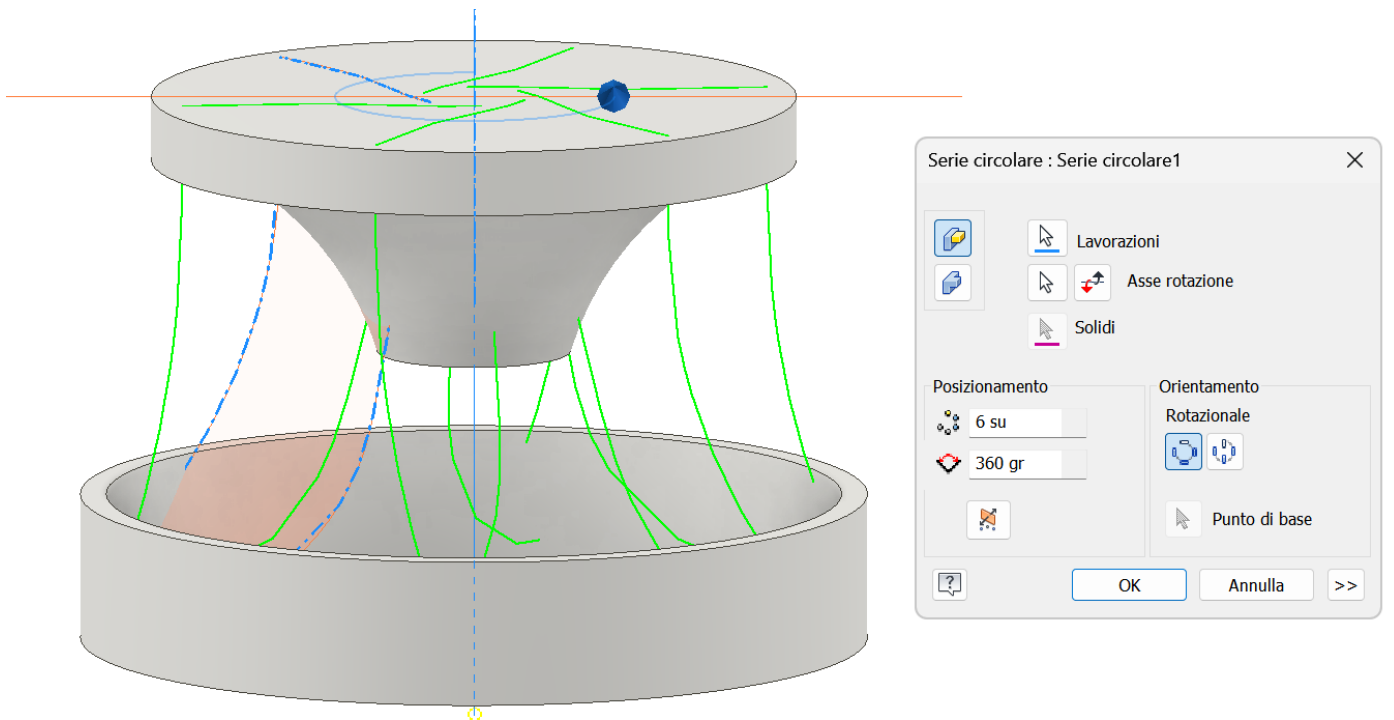 Serie circolare : Serie circolare1
Lavorazioni
Asse rotazione
Solidi
Posizionamento
6 su
360 gr
Orientamento
Rotazionale
Punto di base
?
OK
Annulla
>>